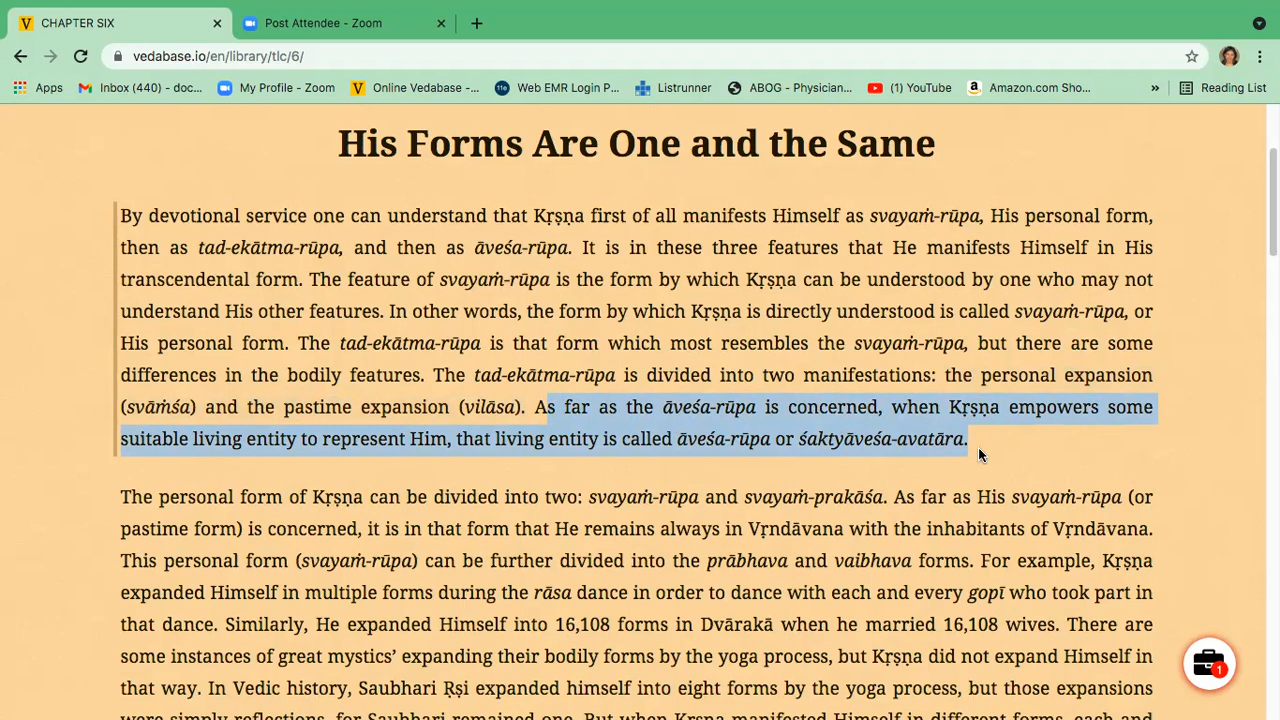 CHAPTER SIX
Post Attendee - Zoom
vedabase.io/en/library/tlc/6/
Apps
Inbox (440) - doc...
My Profile - Zoom
Online Vedabase -...
Web EMR Login P...
Listrunner
ABOG - Physician...
(1) YouTube
Amazon.com Sho...
»
Reading List
His Forms Are One and the Same
By devotional service one can understand that Kṛṣṇa first of all manifests Himself as svayaṁ-rūpa, His personal form,
then as tad-ekātma-rūpa, and then as āveśa-rūpa. It is in these three features that He manifests Himself in His
transcendental form. The feature of svayaṁ-rūpa is the form by which Kṛṣṇa can be understood by one who may not
understand His other features. In other words, the form by which Kṛṣṇa is directly understood is called svayaṁ-rūpa, or
His personal form. The tad-ekātma-rūpa is that form which most resembles the svayaṁ-rūpa, but there are some
differences in the bodily features. The tad-ekātma-rūpa is divided into two manifestations: the personal expansion
(svāṁśa) and the pastime expansion (vilāsa). As far as the āveśa-rūpa is concerned, when Kṛṣṇa empowers some
suitable living entity to represent Him, that living entity is called āveśa-rūpa or śaktyāveśa-avatāra.
The personal form of Kṛṣṇa can be divided into two: svayaṁ-rūpa and svayaṁ-prakāśa. As far as His svayaṁ-rūpa (or
pastime form) is concerned, it is in that form that He remains always in Vṛndāvana with the inhabitants of Vṛndāvana.
This personal form (svayaṁ-rūpa) can be further divided into the prābhava and vaibhava forms. For example, Kṛṣṇa
expanded Himself in multiple forms during the rāsa dance in order to dance with each and every gopī who took part in
that dance. Similarly, He expanded Himself into 16,108 forms in Dvārakā when he married 16,108 wives. There are
some instances of great mystics’ expanding their bodily forms by the yoga process, but Kṛṣṇa did not expand Himself in
that way. In Vedic history, Saubhari Ṛṣi expanded himself into eight forms by the yoga process, but those expansions
were simply reflections, for Saubhari remained one. But when Kṛṣṇa manifested Himself in different forms, each and
1